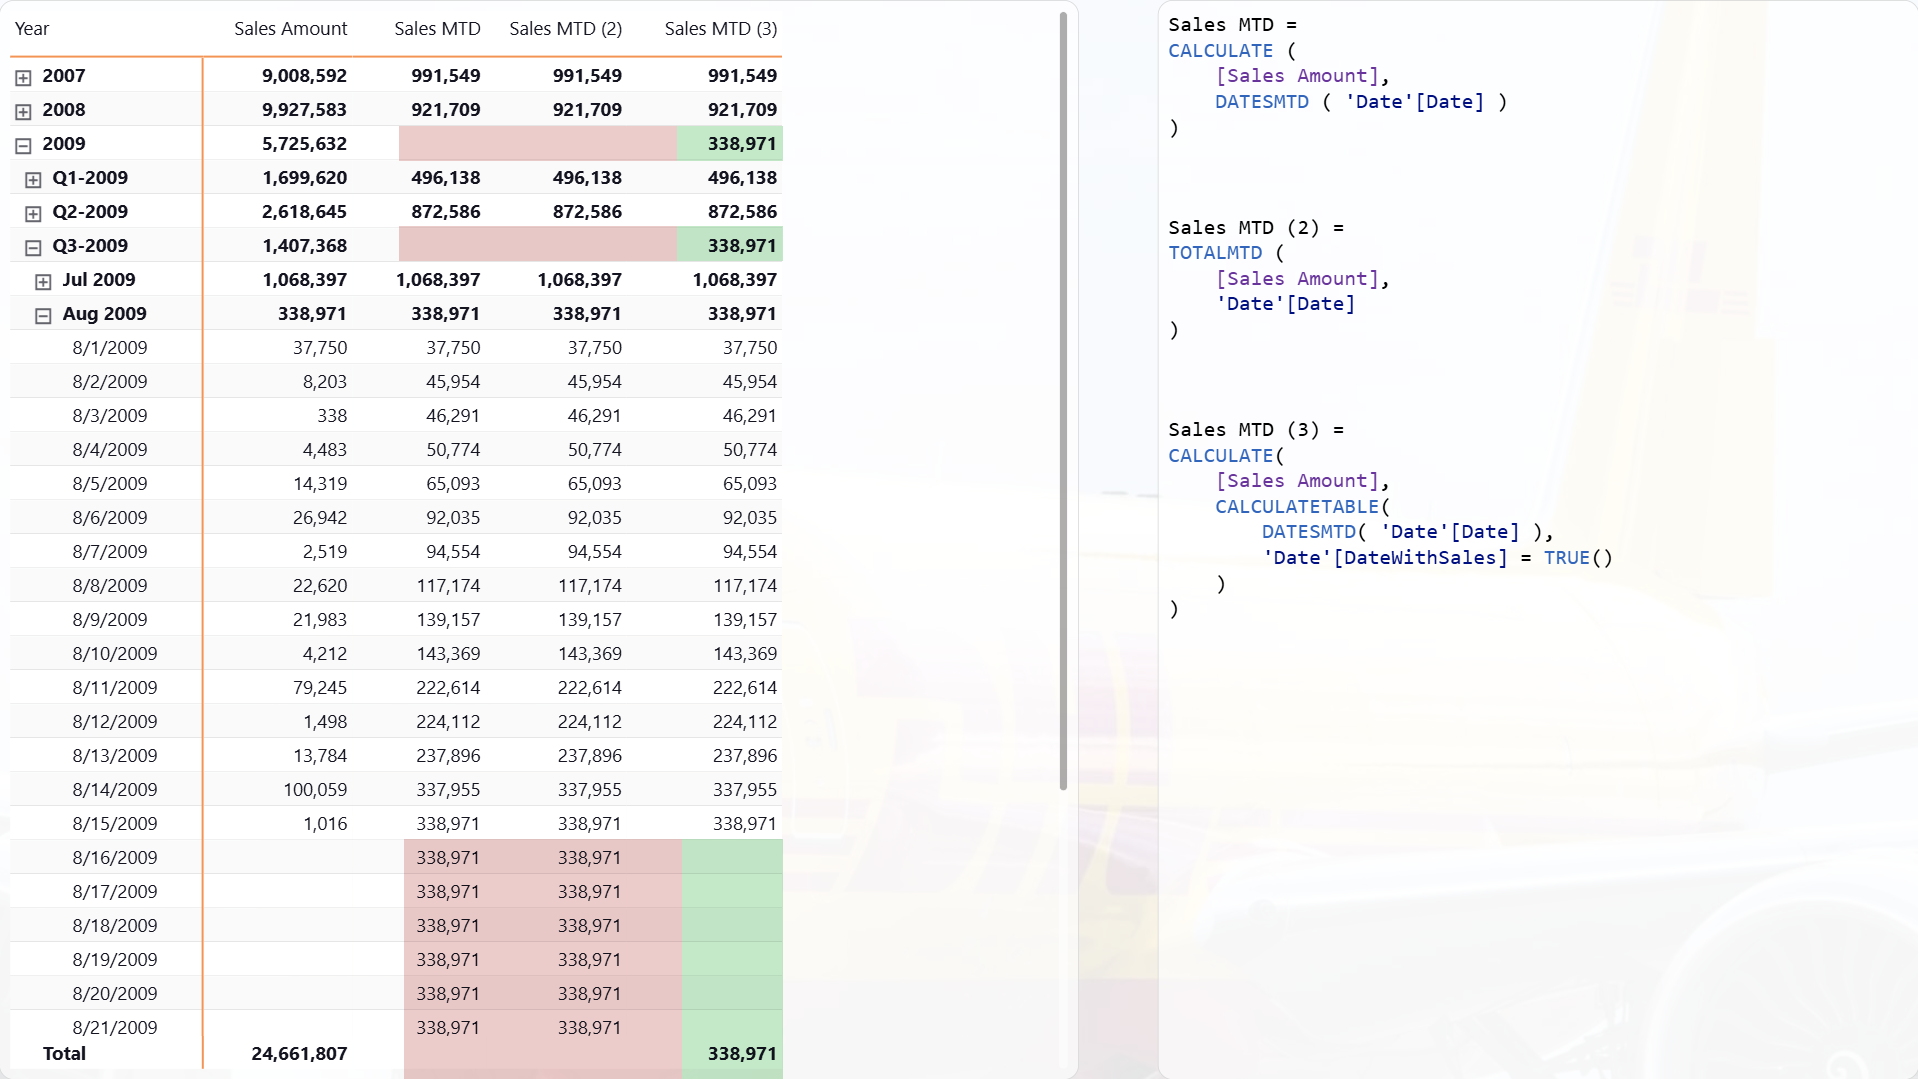 Year Sales Amount Sales MTD Sales MTD (2) Sales MTD (3)
2007 9,008,592 991,549 991,549 991,549
2008 9,927,583 921,709 921,709 921,709
2009 5,725,632 338,971
Q1-2009 1,699,620 496,138 496,138 496,138
Q2-2009 2,618,645 872,586 872,586 872,586
Q3-2009 1,407,368 338,971
Jul 2009 1,068,397 1,068,397 1,068,397 1,068,397
Aug 2009 338,971 338,971 338,971 338,971
8/1/2009 37,750 37,750 37,750 37,750
8/2/2009 8,203 45,954 45,954 45,954
8/3/2009 338 46,291 46,291 46,291
8/4/2009 4,483 50,774 50,774 50,774
8/5/2009 14,319 65,093 65,093 65,093
8/6/2009 26,942 92,035 92,035 92,035
8/7/2009 2,519 94,554 94,554 94,554
8/8/2009 22,620 117,174 117,174 117,174
8/9/2009 21,983 139,157 139,157 139,157
8/10/2009 4,212 143,369 143,369 143,369
8/11/2009 79,245 222,614 222,614 222,614
8/12/2009 1,498 224,112 224,112 224,112
8/13/2009 13,784 237,896 237,896 237,896
8/14/2009 100,059 337,955 337,955 337,955
8/15/2009 1,016 338,971 338,971 338,971
8/16/2009 338,971 338,971
8/17/2009 338,971 338,971
8/18/2009 338,971 338,971
8/19/2009 338,971 338,971
8/20/2009 338,971 338,971
8/21/2009 338,971 338,971
Total 24,661,807 338,971
Sales MTD =
CALCULATE (
    [Sales Amount],
    DATESMTD ( 'Date'[Date] )
)
Sales MTD (2) =
TOTALMTD (
    [Sales Amount],
    'Date'[Date]
)
Sales MTD (3) =
CALCULATE(
    [Sales Amount],
    CALCULATETABLE(
        DATESMTD( 'Date'[Date] ),
        'Date'[DateWithSales] = TRUE()
    )
)